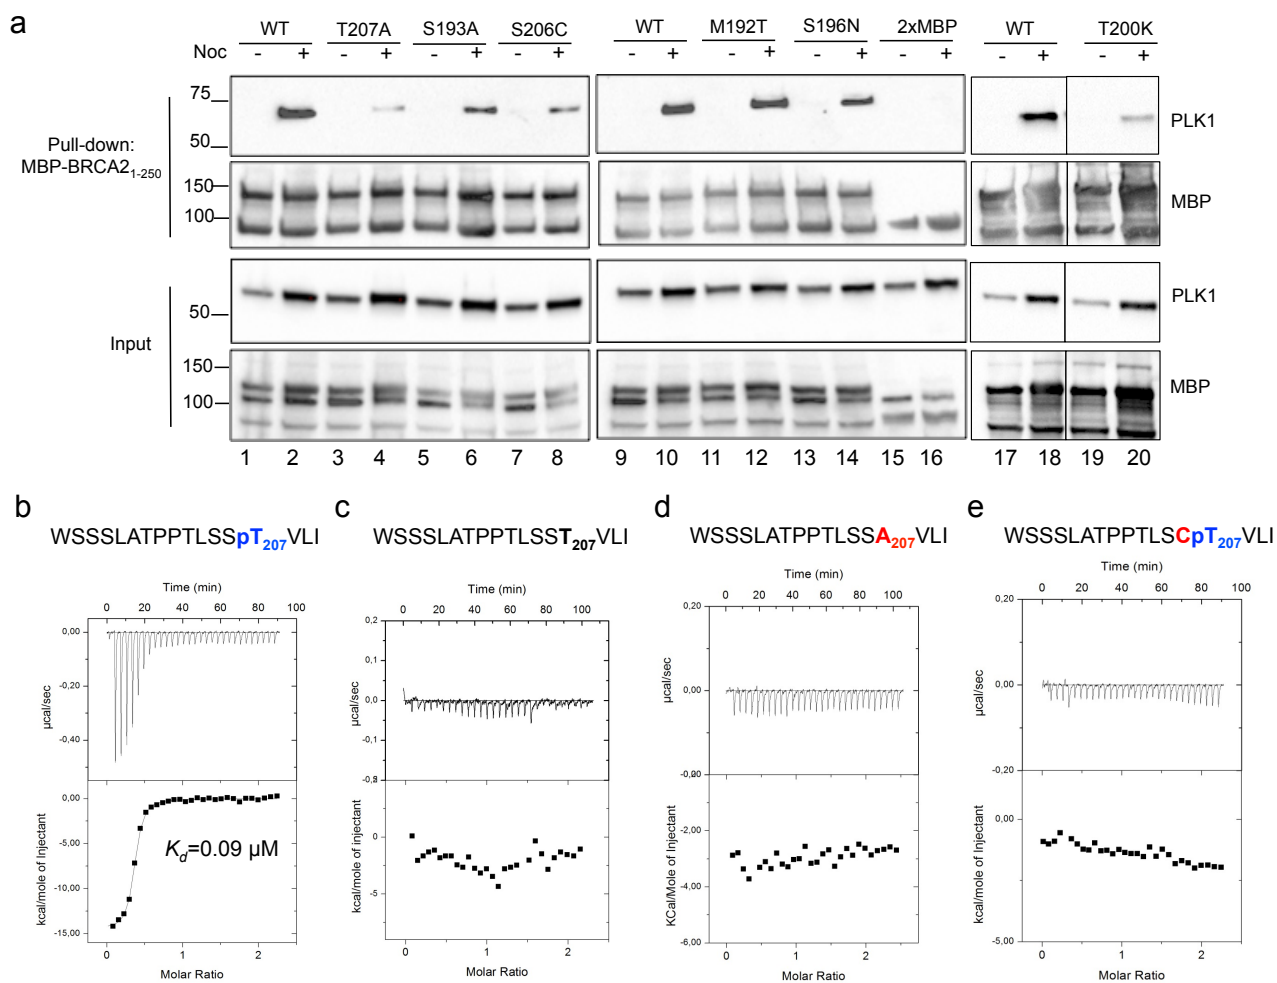 a
WT T207A S193A S206C WT M192T S196N 2xMBP WT T200K
Noc - + - + - + - + - + - + - + - + - + - +
75
50
PLK1
Pull-down:
MBP-BRCA2 1-250
150
100
MBP
50
PLK1
Input
150
100
MBP
1 2 3 4 5 6 7 8 9 10 11 12 13 14 15 16 17 18 19 20
b
WSSSLATPPTLSSpT207VLI
Time (min)
0 20 40 60 80 100
0,00
-0,20
-0,40
µcal/sec
0,00
-5,00
-10,00
-15,00
kcal/mole of Injectant
Kd=0.09 µM
0 1 2
Molar Ratio
c
WSSSLATPPTLSST207VLI
Time (min)
0 20 40 60 80 100
0,2
0,1
0,0
-0,1
µcal/sec
0
-5
kcal/mole of injectant
0 1 2
Molar Ratio
d
WSSSLATPPTLSSA207VLI
Time (min)
0 20 40 60 80 100
0,20
0,00
µcal/sec
-2,00
-4,00
-6,00
KCal/Mole of Injectant
0 1 2
Molar Ratio
e
WSSSLATPPTLSCpT207VLI
Time (min)
0 20 40 60 80 100
0,20
0,00
-0,20
µcal/sec
0,00
-5,00
kcal/mole of injectant
0 1 2
Molar Ratio